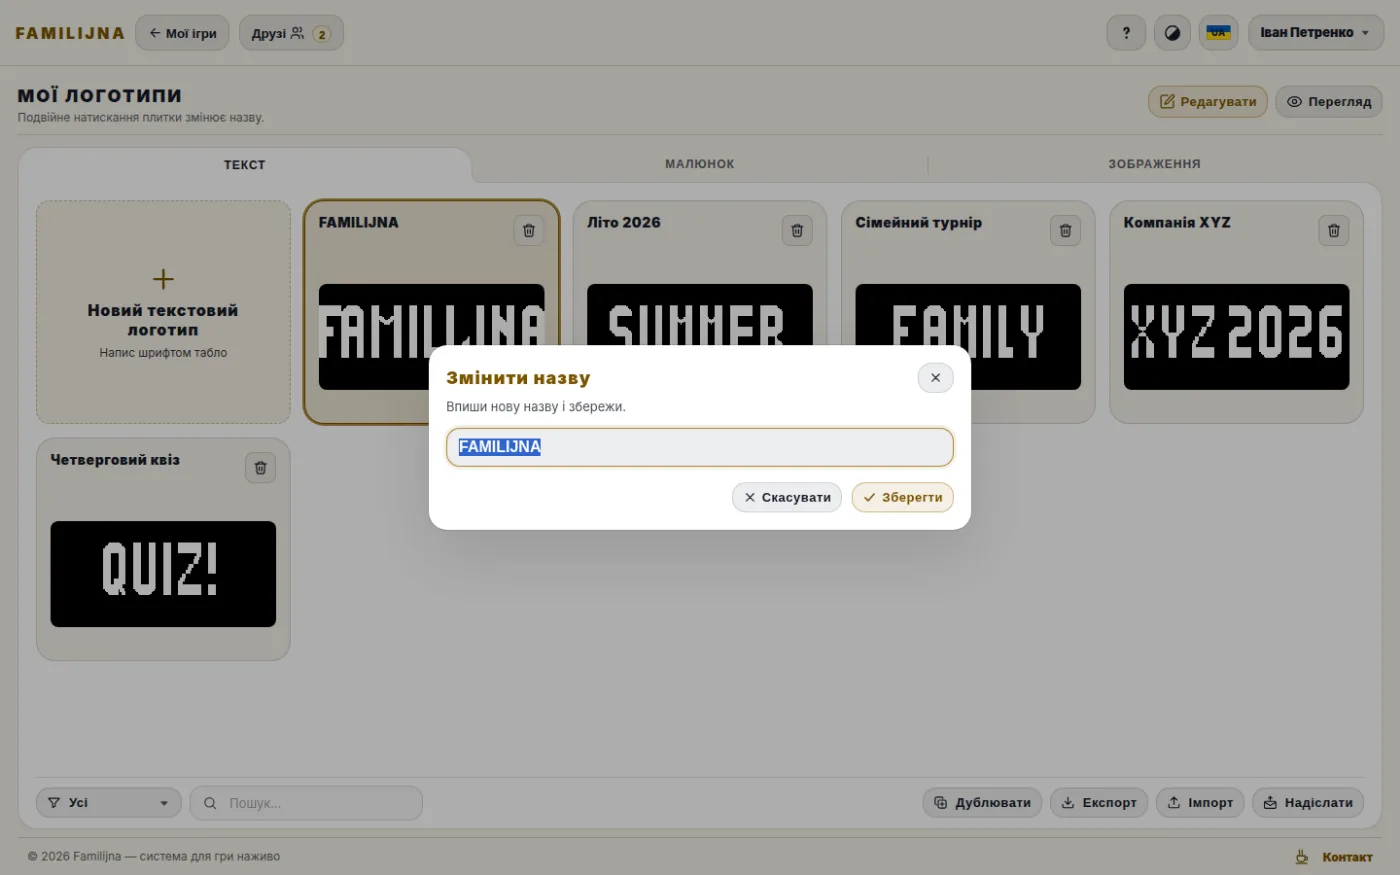 FAMILIJNA
Мої ігри
Друзі 2
?
UA
Іван Петренко
МОЇ ЛОГОТИПИ
Подвійне натискання плитки змінює назву.
Редагувати
Перегляд
ТЕКСТ
МАЛЮНОК
ЗОБРАЖЕННЯ
Новий текстовий
логотип
Напис шрифтом табло
FAMILIJNA
FAMILIJNA
Літо 2026
SUMMER
Сімейний турнір
FAMILY
Компанія XYZ
XYZ 2026
Змінити назву
Впиши нову назву і збережи.
FAMILIJNA
Скасувати
Зберегти
Четверговий квіз
QUIZ!
Усі
Пошук...
Дублювати
Експорт
Імпорт
Надіслати
© 2026 Familijna — система для гри наживо
Контакт